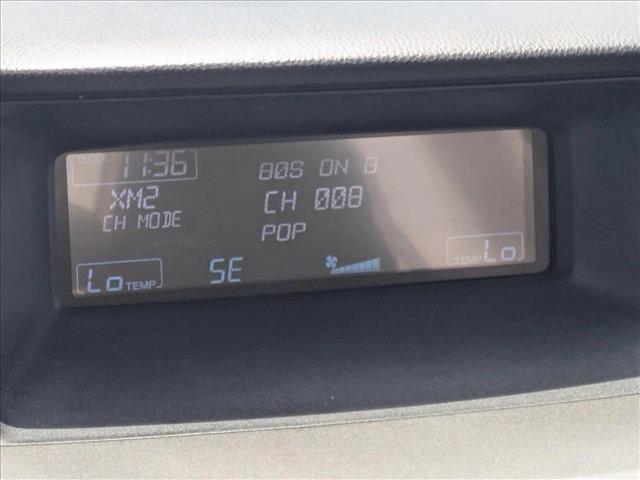 11:36
80S ON 8
XM2
CH 008
CH MODE
POP
Lo TEMP
SE
TEMP Lo